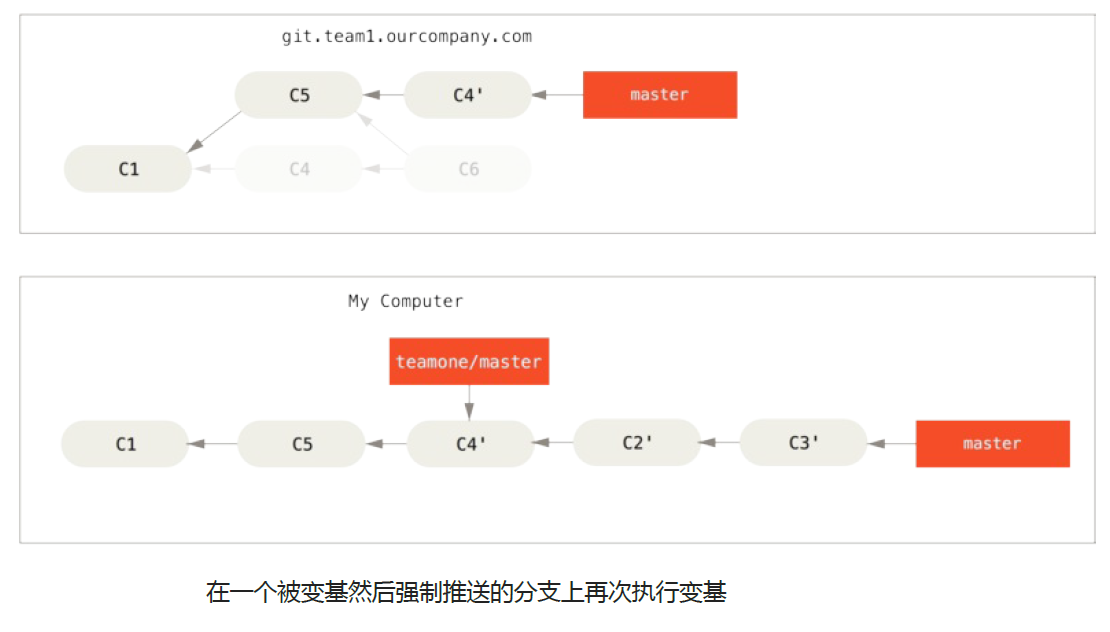 git.team1.ourcompany.com
C5 C4' master
C1 C4 C6
My Computer
teamone/master
C1 C5 C4' C2' C3' master
在一个被变基然后强制推送的分支上再次执行变基